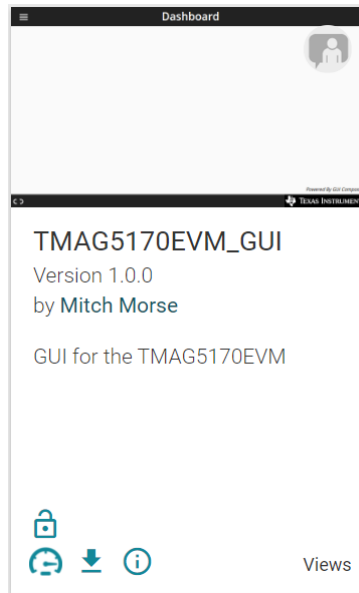 Dashboard
Powered By GUI Compos
TEXAS INSTRUMEN
TMAG5170EVM_GUI
Version 1.0.0
by Mitch Morse
GUI for the TMAG5170EVM
Views